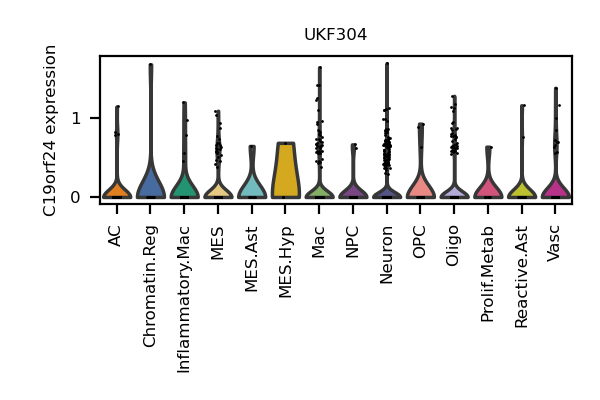 UKF304
C19orf24 expression
1
0
AC
Chromatin.Reg
Inflammatory.Mac
MES
MES.Ast
MES.Hyp
Mac
NPC
Neuron
OPC
Oligo
Prolif.Metab
Reactive.Ast
Vasc